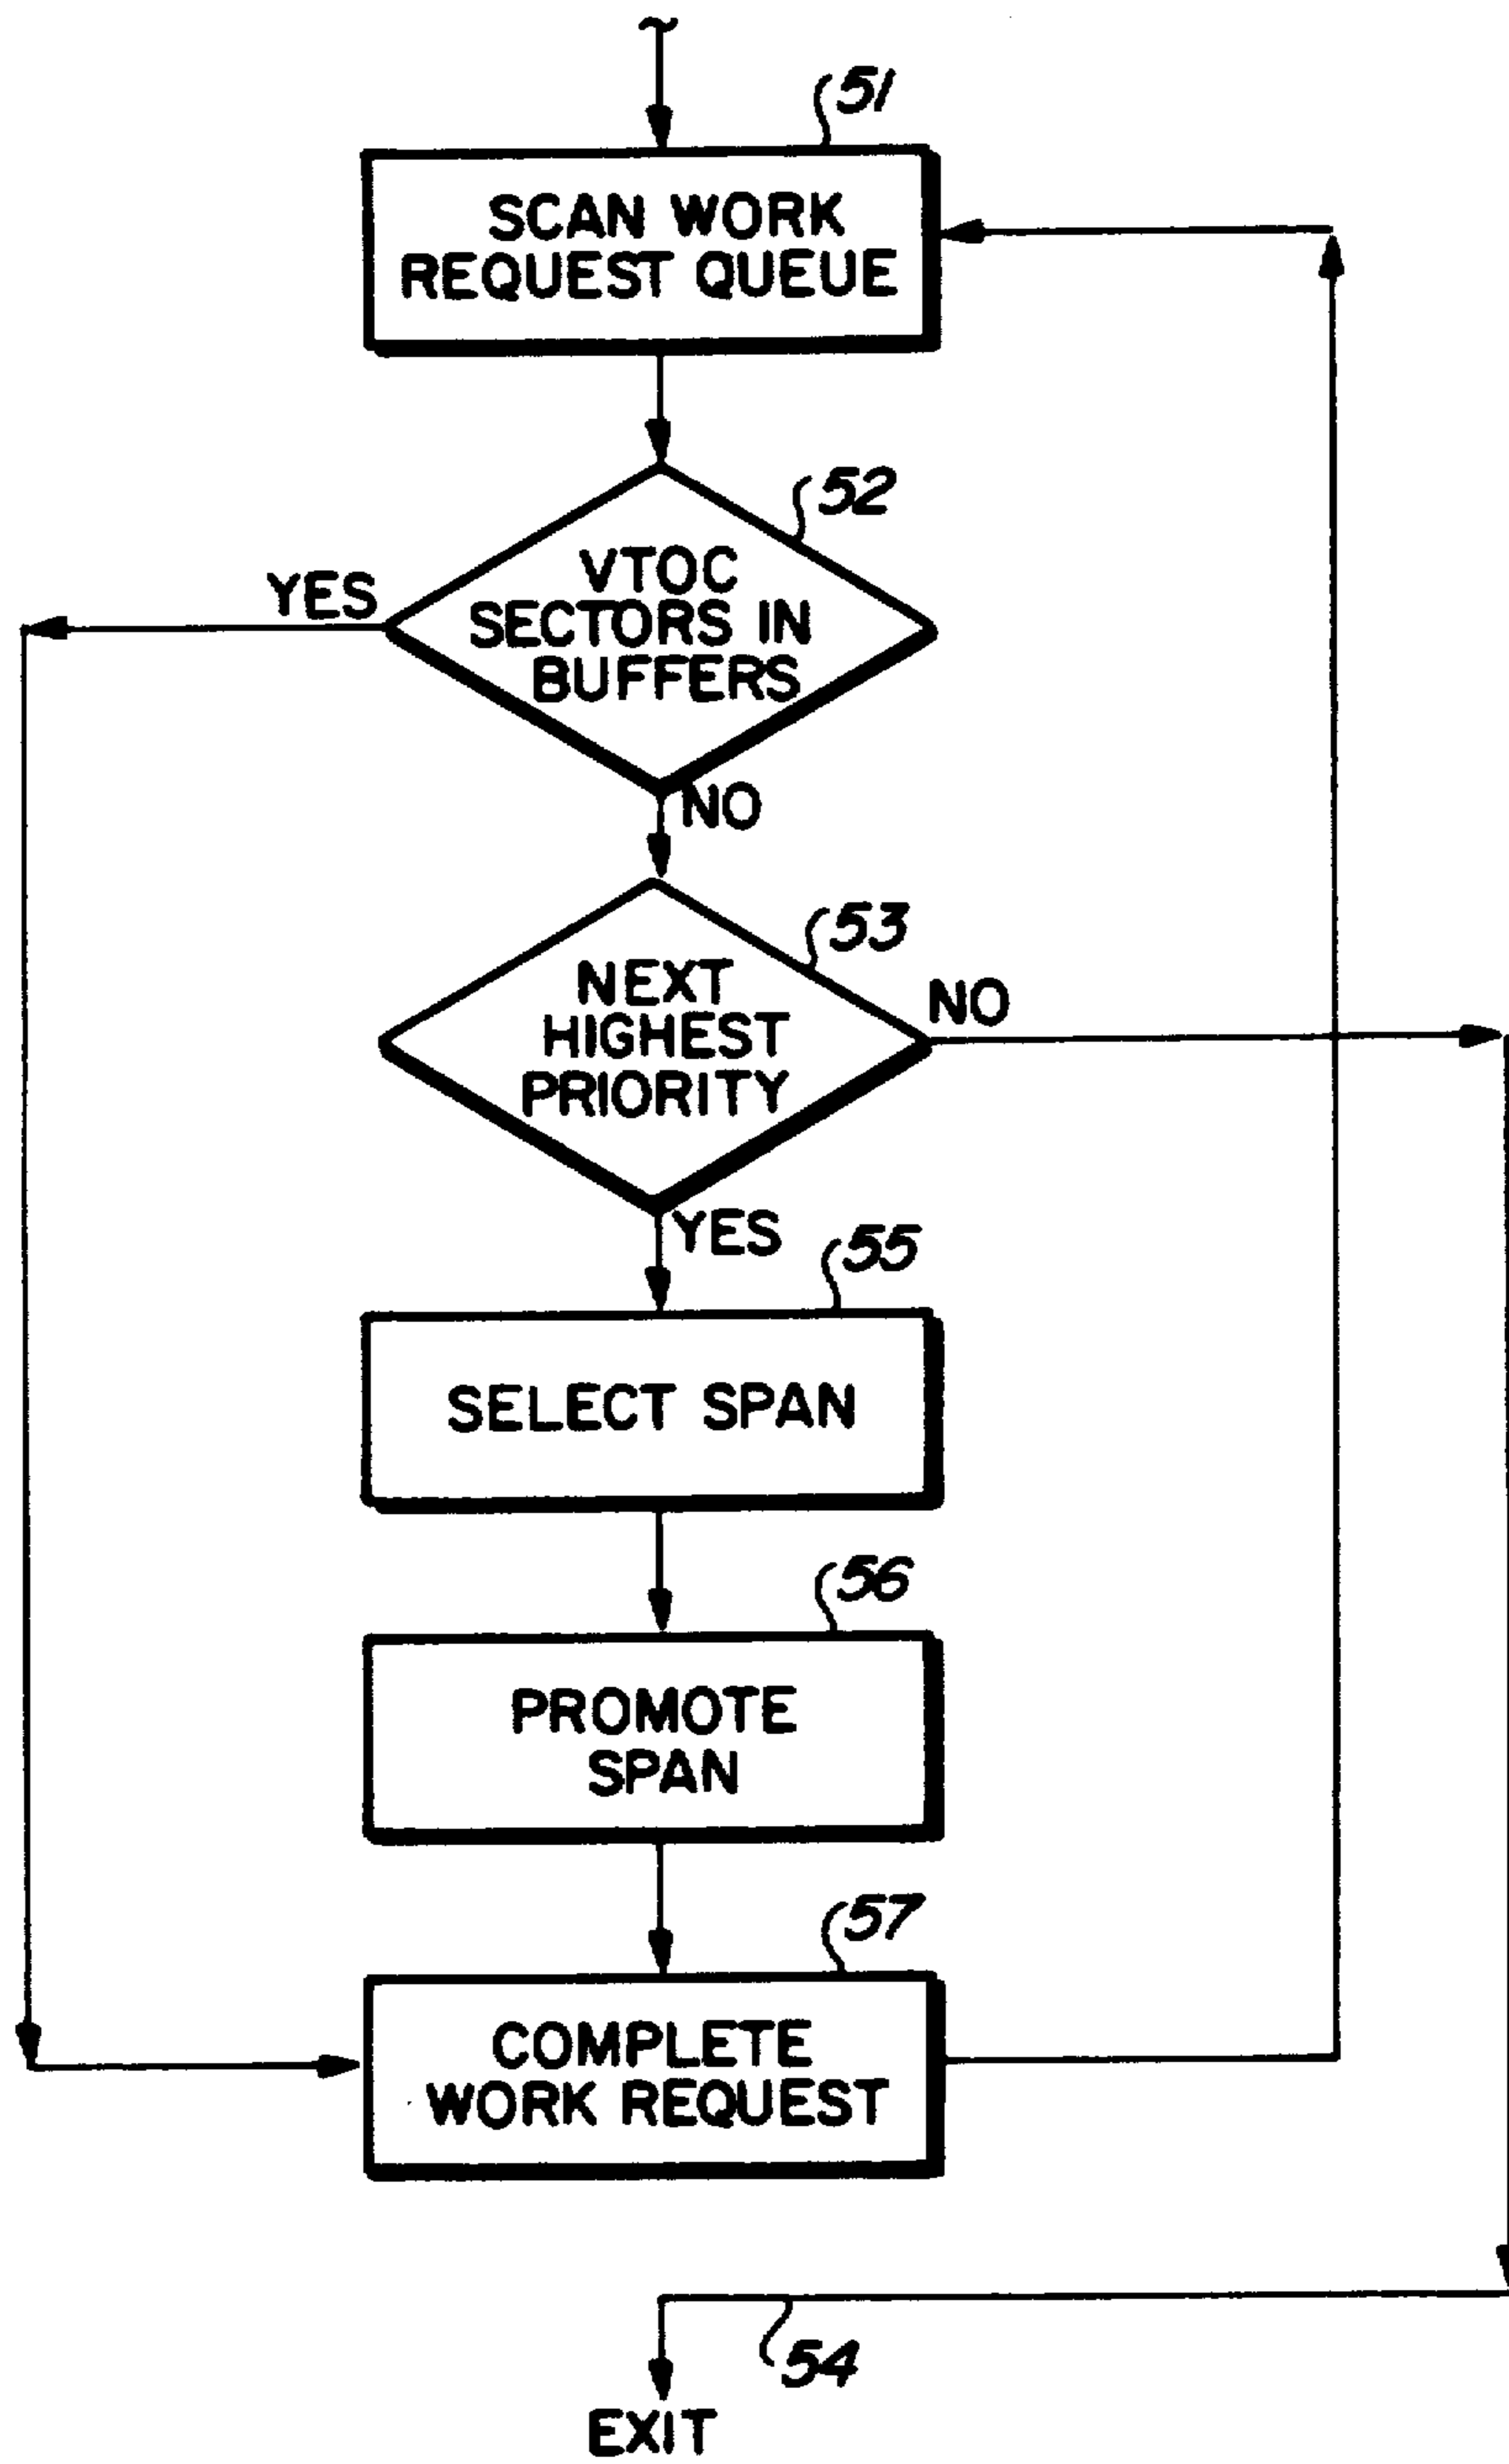 51
SCAN WORK
REQUEST QUEUE
52
VTOC
SECTORS IN
BUFFERS
YES
NO
53
NEXT
HIGHEST
PRIORITY
NO
YES
55
SELECT SPAN
56
PROMOTE
SPAN
57
COMPLETE
WORK REQUEST
54
EXIT